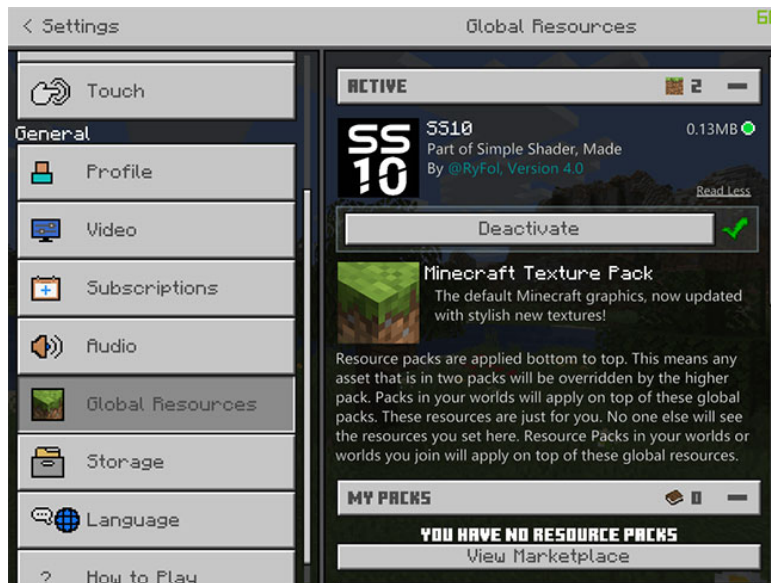 < Settings
Global Resources
Touch
General
Profile
Video
Subscriptions
Audio
Global Resources
Storage
Language
? How to Play
ACTIVE 2
SS
10
SS10 0.13MB
Part of Simple Shader, Made
By @RyFol, Version 4.0
Read Less
Deactivate
Minecraft Texture Pack
The default Minecraft graphics, now updated
with stylish new textures!
Resource packs are applied bottom to top. This means any
asset that is in two packs will be overridden by the higher
pack. Packs in your worlds will apply on top of these global
packs. These resources are just for you. No one else will see
the resources you set here. Resource Packs in your worlds or
worlds you join will apply on top of these global resources.
MY PACKS 0
YOU HAVE NO RESOURCE PACKS
View Marketplace